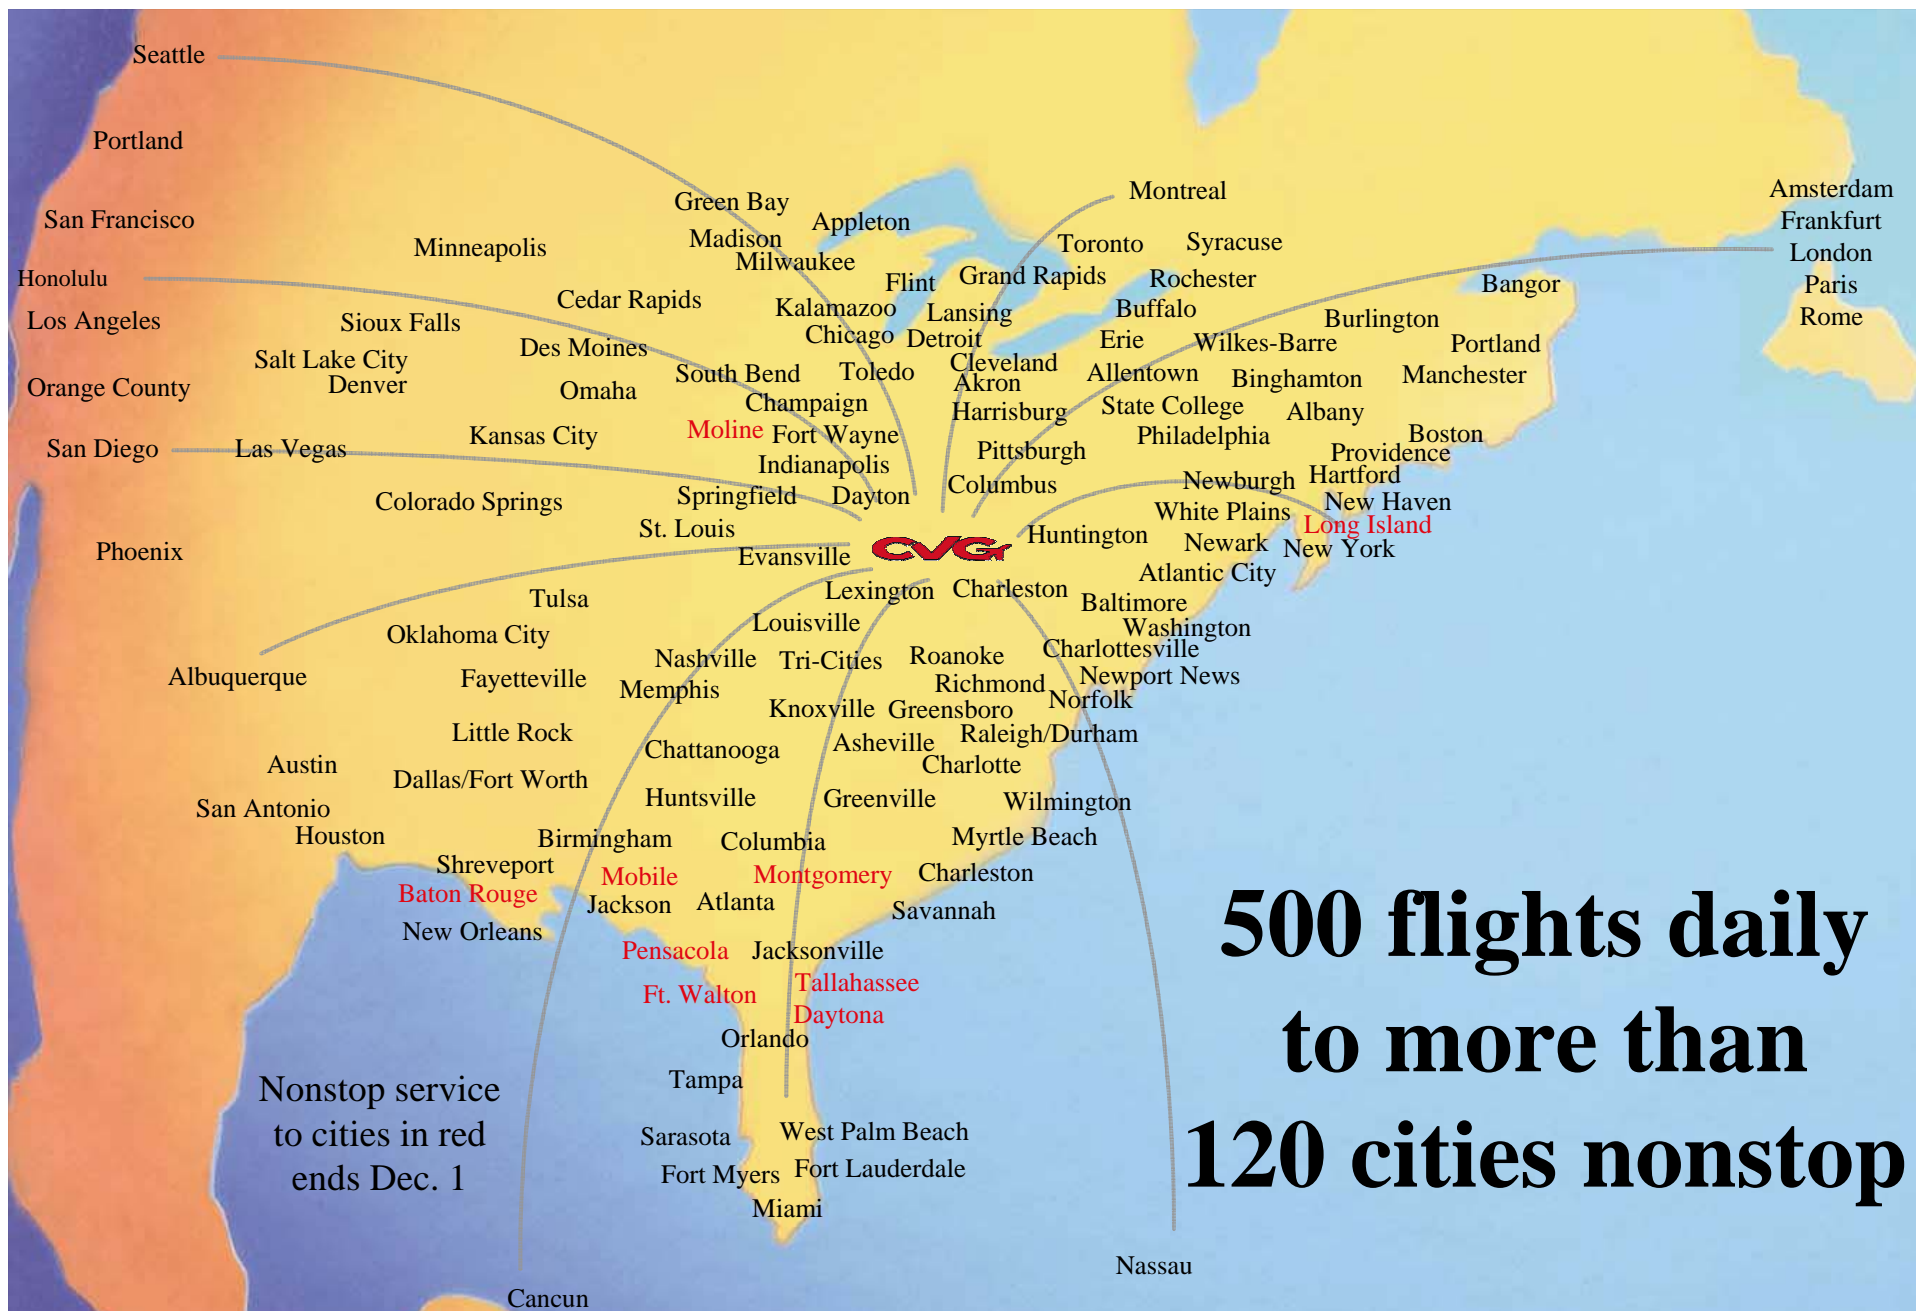 Seattle
Portland
Montreal
Amsterdam
Green Bay
San Francisco
Appleton
Frankfurt
Madison
Toronto
Syracuse
Minneapolis
London
Milwaukee
Honolulu
Flint
Grand Rapids
Rochester
Bangor
Paris
Cedar Rapids
Kalamazoo
Lansing
Buffalo
Rome
Los Angeles
Sioux Falls
Chicago
Detroit
Burlington
Erie
Wilkes-Barre
Portland
Des Moines
Salt Lake City
Cleveland
South Bend
Toledo
Allentown
Binghamton
Manchester
Orange County
Denver
Omaha
Akron
Champaign
Harrisburg
State College
Albany
Moline
Fort Wayne
Kansas City
Philadelphia
Boston
San Diego
Las Vegas
Pittsburgh
Providence
Indianapolis
Hartford
Columbus
Newburgh
Colorado Springs
Springfield
Dayton
New Haven
White Plains
Long Island
St. Louis
Huntington
CVG
Newark
New York
Phoenix
Evansville
Atlantic City
Lexington
Charleston
Tulsa
Baltimore
Louisville
Washington
Oklahoma City
Charlottesville
Nashville
Tri-Cities
Roanoke
Albuquerque
Fayetteville
Richmond
Newport News
Memphis
Norfolk
Knoxville
Greensboro
Little Rock
Raleigh/Durham
Chattanooga
Asheville
Austin
Charlotte
Dallas/Fort Worth
San Antonio
Huntsville
Greenville
Wilmington
Houston
Birmingham
Columbia
Myrtle Beach
Shreveport
Mobile
Montgomery
Charleston
Baton Rouge
Jackson
Atlanta
Savannah
New Orleans
Pensacola
Jacksonville
Ft. Walton
Tallahassee
Daytona
Orlando
Tampa
Sarasota
West Palm Beach
Fort Myers
Fort Lauderdale
Miami
Nassau
Cancun
Nonstop service
to cities in red
ends Dec. 1
500 flights daily
to more than
120 cities nonstop